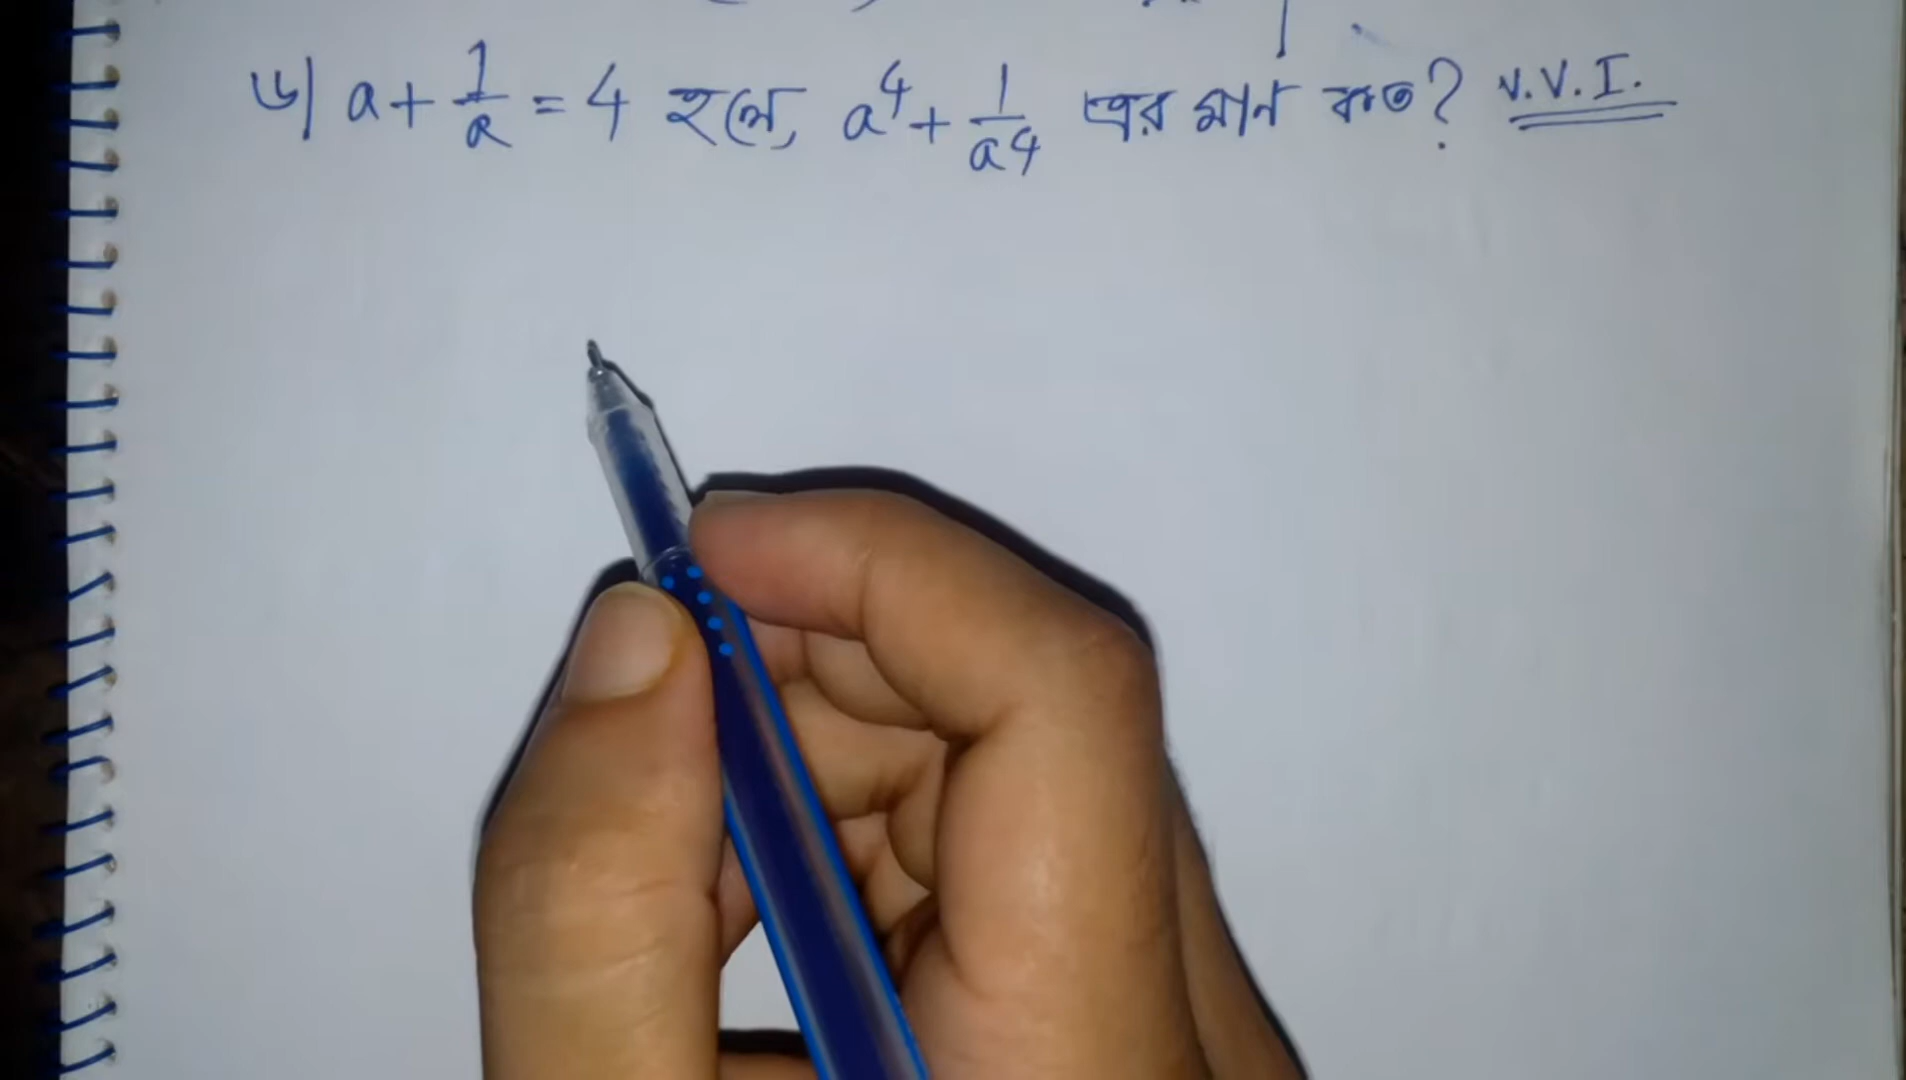 ৬) a + 1/a = 4 হলে, a⁴ + 1/a⁴ এর মান কত? V.V.I.